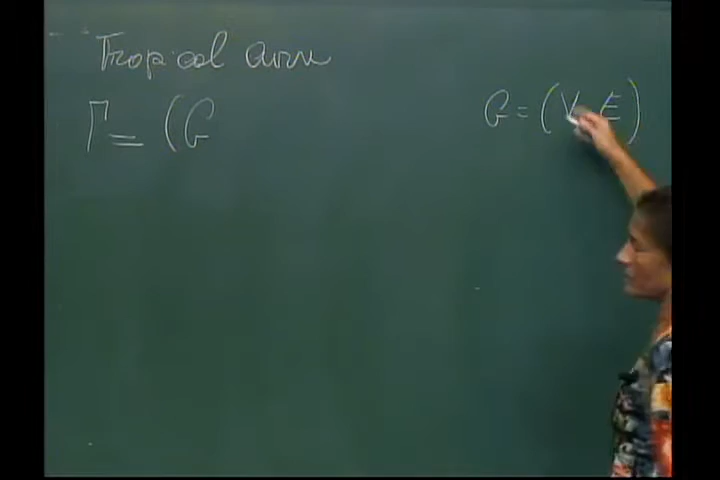 Tropical curve
Γ = (G
G = (V, E)